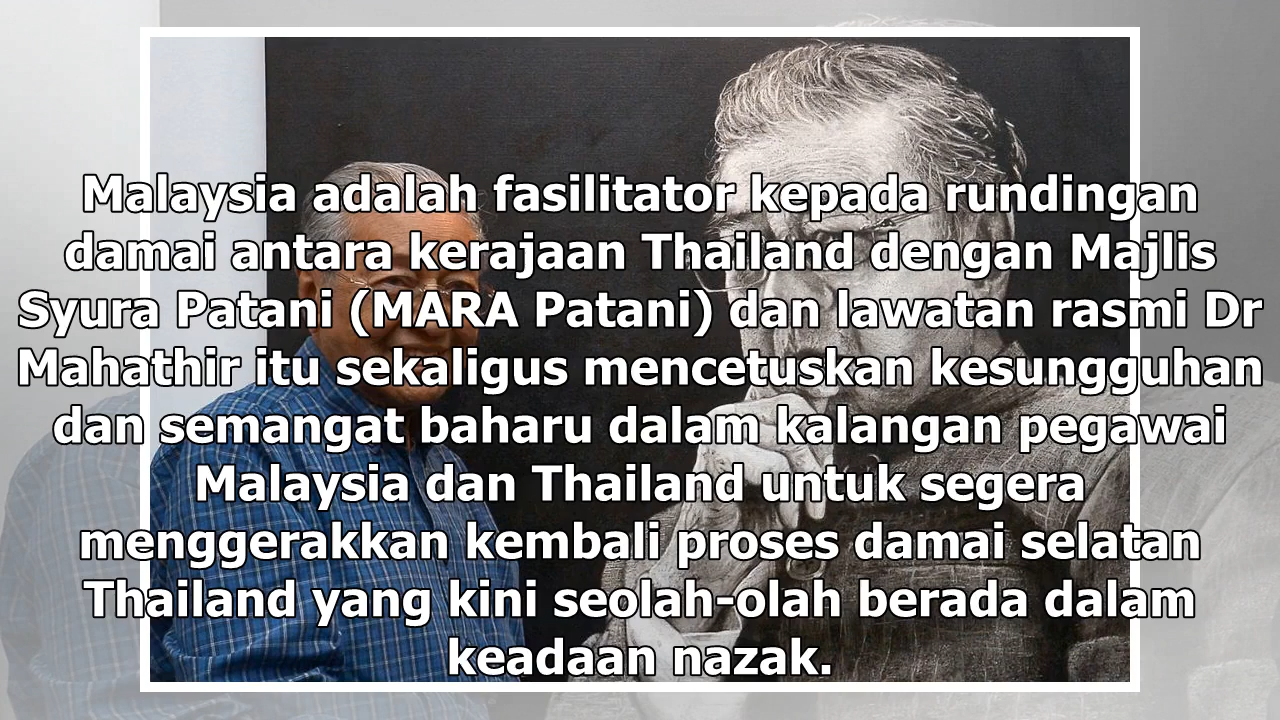 Malaysia adalah fasilitator kepada rundingan
damai antara kerajaan Thailand dengan Majlis
Syura Patani (MARA Patani) dan lawatan rasmi Dr
Mahathir itu sekaligus mencetuskan kesungguhan
dan semangat baharu dalam kalangan pegawai
Malaysia dan Thailand untuk segera
menggerakkan kembali proses damai selatan
Thailand yang kini seolah-olah berada dalam
keadaan nazak.